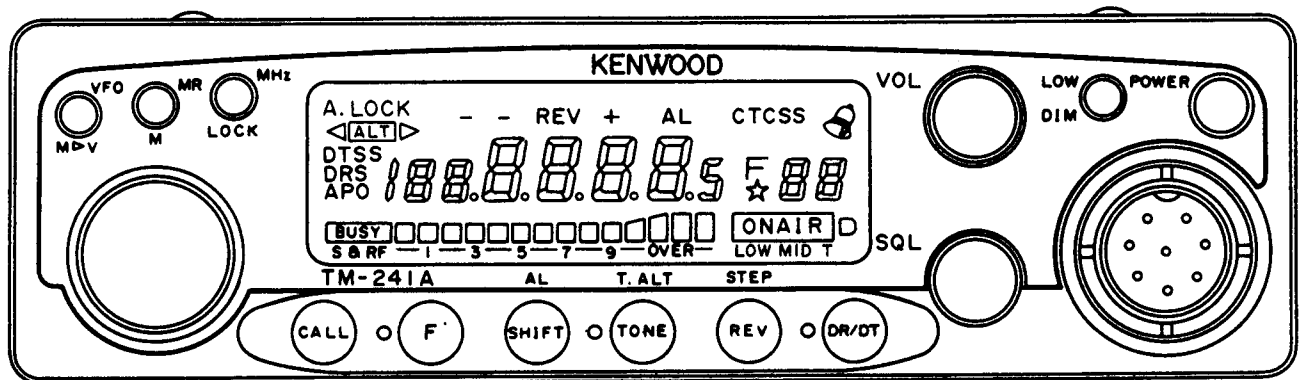 KENWOOD
VFO MR MHz
M▷V M LOCK
VOL
LOW POWER
DIM
A. LOCK - - REV + AL CTCSS
◁ALT▷
DTSS
DRS
APO
188.8.8.8.8.5 F ☆ 88
BUSY ONAIR D
S & RF 1 3 5 7 9 OVER LOW MID T
SQL
TM-241A AL T. ALT STEP
CALL F SHIFT TONE REV DR/DT